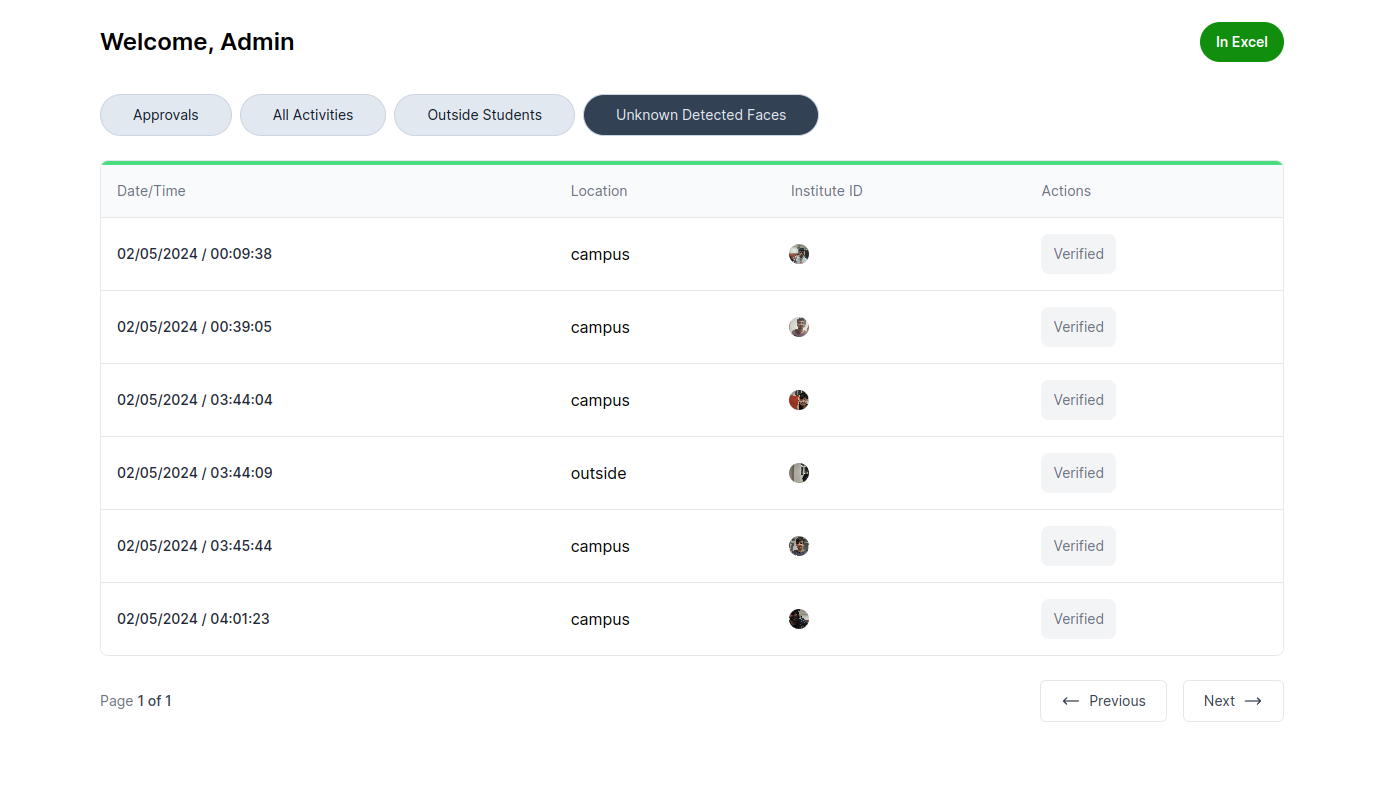 Welcome, Admin
In Excel
Approvals
All Activities
Outside Students
Unknown Detected Faces
Date/Time Location Institute ID Actions
02/05/2024 / 00:09:38 campus Verified
02/05/2024 / 00:39:05 campus Verified
02/05/2024 / 03:44:04 campus Verified
02/05/2024 / 03:44:09 outside Verified
02/05/2024 / 03:45:44 campus Verified
02/05/2024 / 04:01:23 campus Verified
Page 1 of 1
Previous
Next